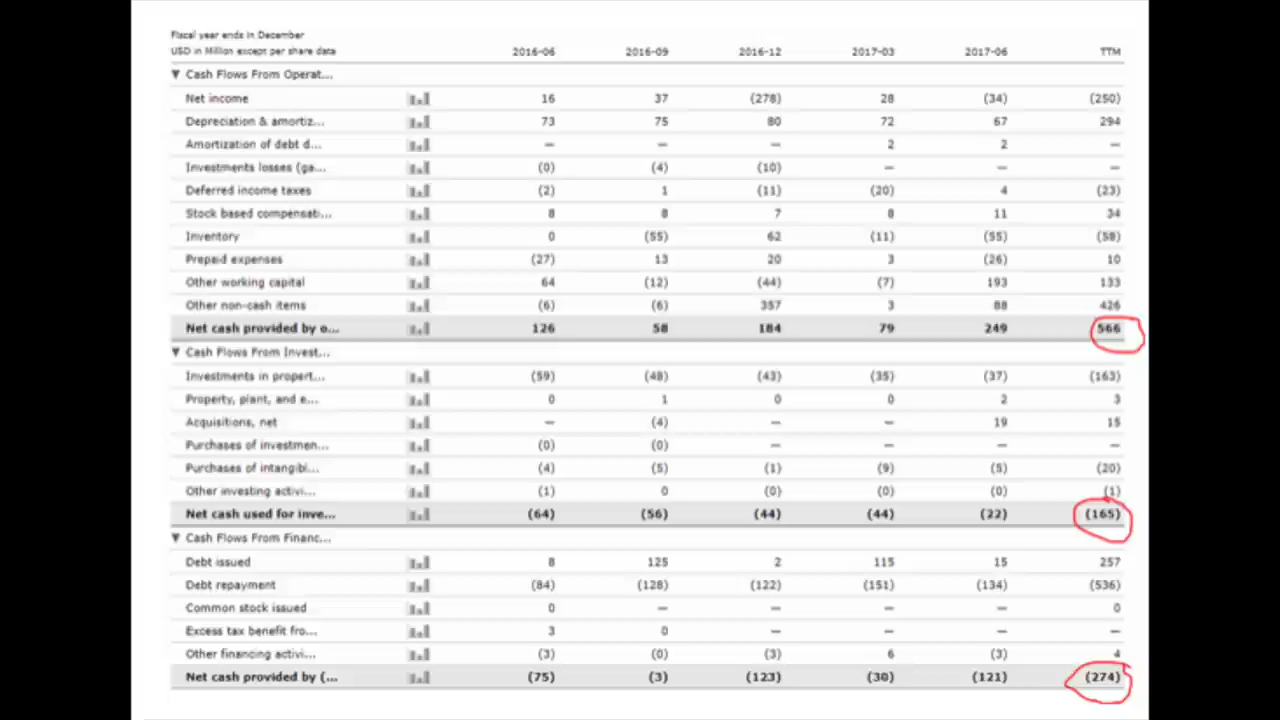 Fiscal year ends in December
USD in Million except per share data 2016-06 2016-09 2016-12 2017-03 2017-06 TTM
▼ Cash Flows From Operat...
Net income 16 37 (278) 28 (34) (250)
Depreciation & amortiz... 73 75 80 72 67 294
Amortization of debt d... — — — 2 2 —
Investments losses (ga... (0) (4) (10) — — —
Deferred income taxes (2) 1 (11) (20) 4 (23)
Stock based compensati... 8 8 7 8 11 34
Inventory 0 (55) 62 (11) (55) (58)
Prepaid expenses (27) 13 20 3 (26) 10
Other working capital 64 (12) (44) (7) 193 133
Other non-cash items (6) (6) 357 3 88 426
Net cash provided by o... 126 58 184 79 249 566
▼ Cash Flows From Invest...
Investments in propert... (59) (48) (43) (35) (37) (163)
Property, plant, and e... 0 1 0 0 2 3
Acquisitions, net — (4) — — 19 15
Purchases of investmen... (0) (0) — — — —
Purchases of intangibl... (4) (5) (1) (9) (5) (20)
Other investing activi... (1) 0 (0) (0) (0) (1)
Net cash used for inve... (64) (56) (44) (44) (22) (165)
▼ Cash Flows From Financ...
Debt issued 8 125 2 115 15 257
Debt repayment (84) (128) (122) (151) (134) (536)
Common stock issued 0 — — — — 0
Excess tax benefit fro... 3 0 — — — —
Other financing activi... (3) (0) (3) 6 (3) 4
Net cash provided by (... (75) (3) (123) (30) (121) (274)